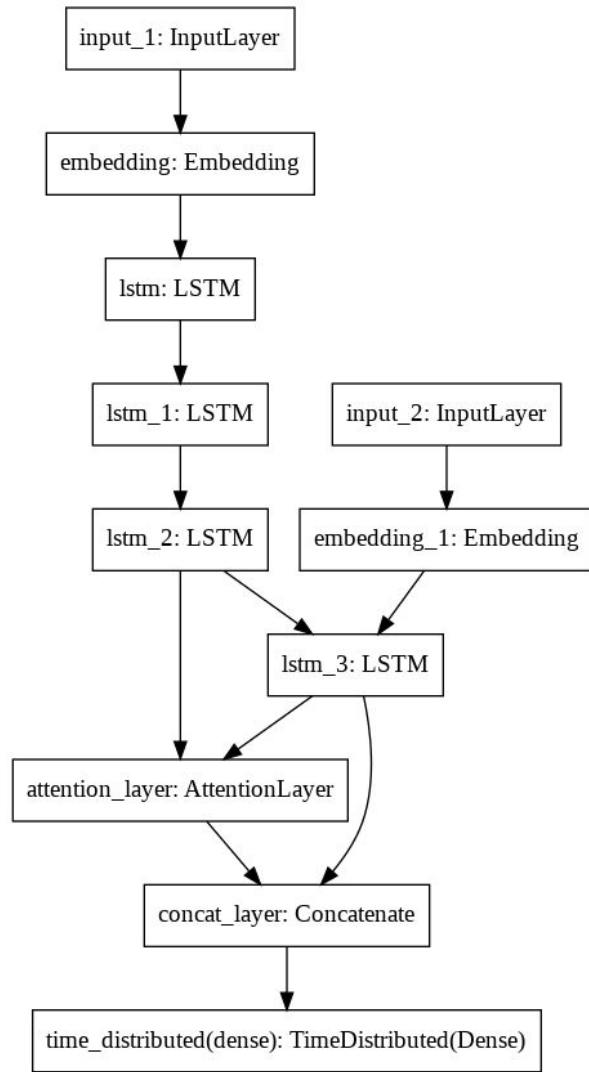 input_1: InputLayer
embedding: Embedding
lstm: LSTM
lstm_1: LSTM
input_2: InputLayer
lstm_2: LSTM
embedding_1: Embedding
lstm_3: LSTM
attention_layer: AttentionLayer
concat_layer: Concatenate
time_distributed(dense): TimeDistributed(Dense)